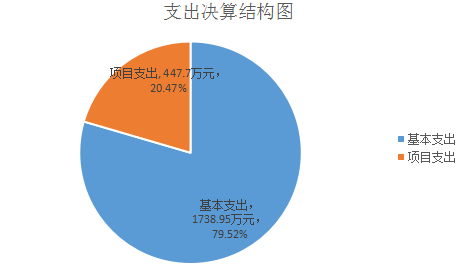 支出决算结构图
项目支出, 447.7万元，
20.47%
基本支出，
1738.95万元，
79.52%
基本支出
项目支出